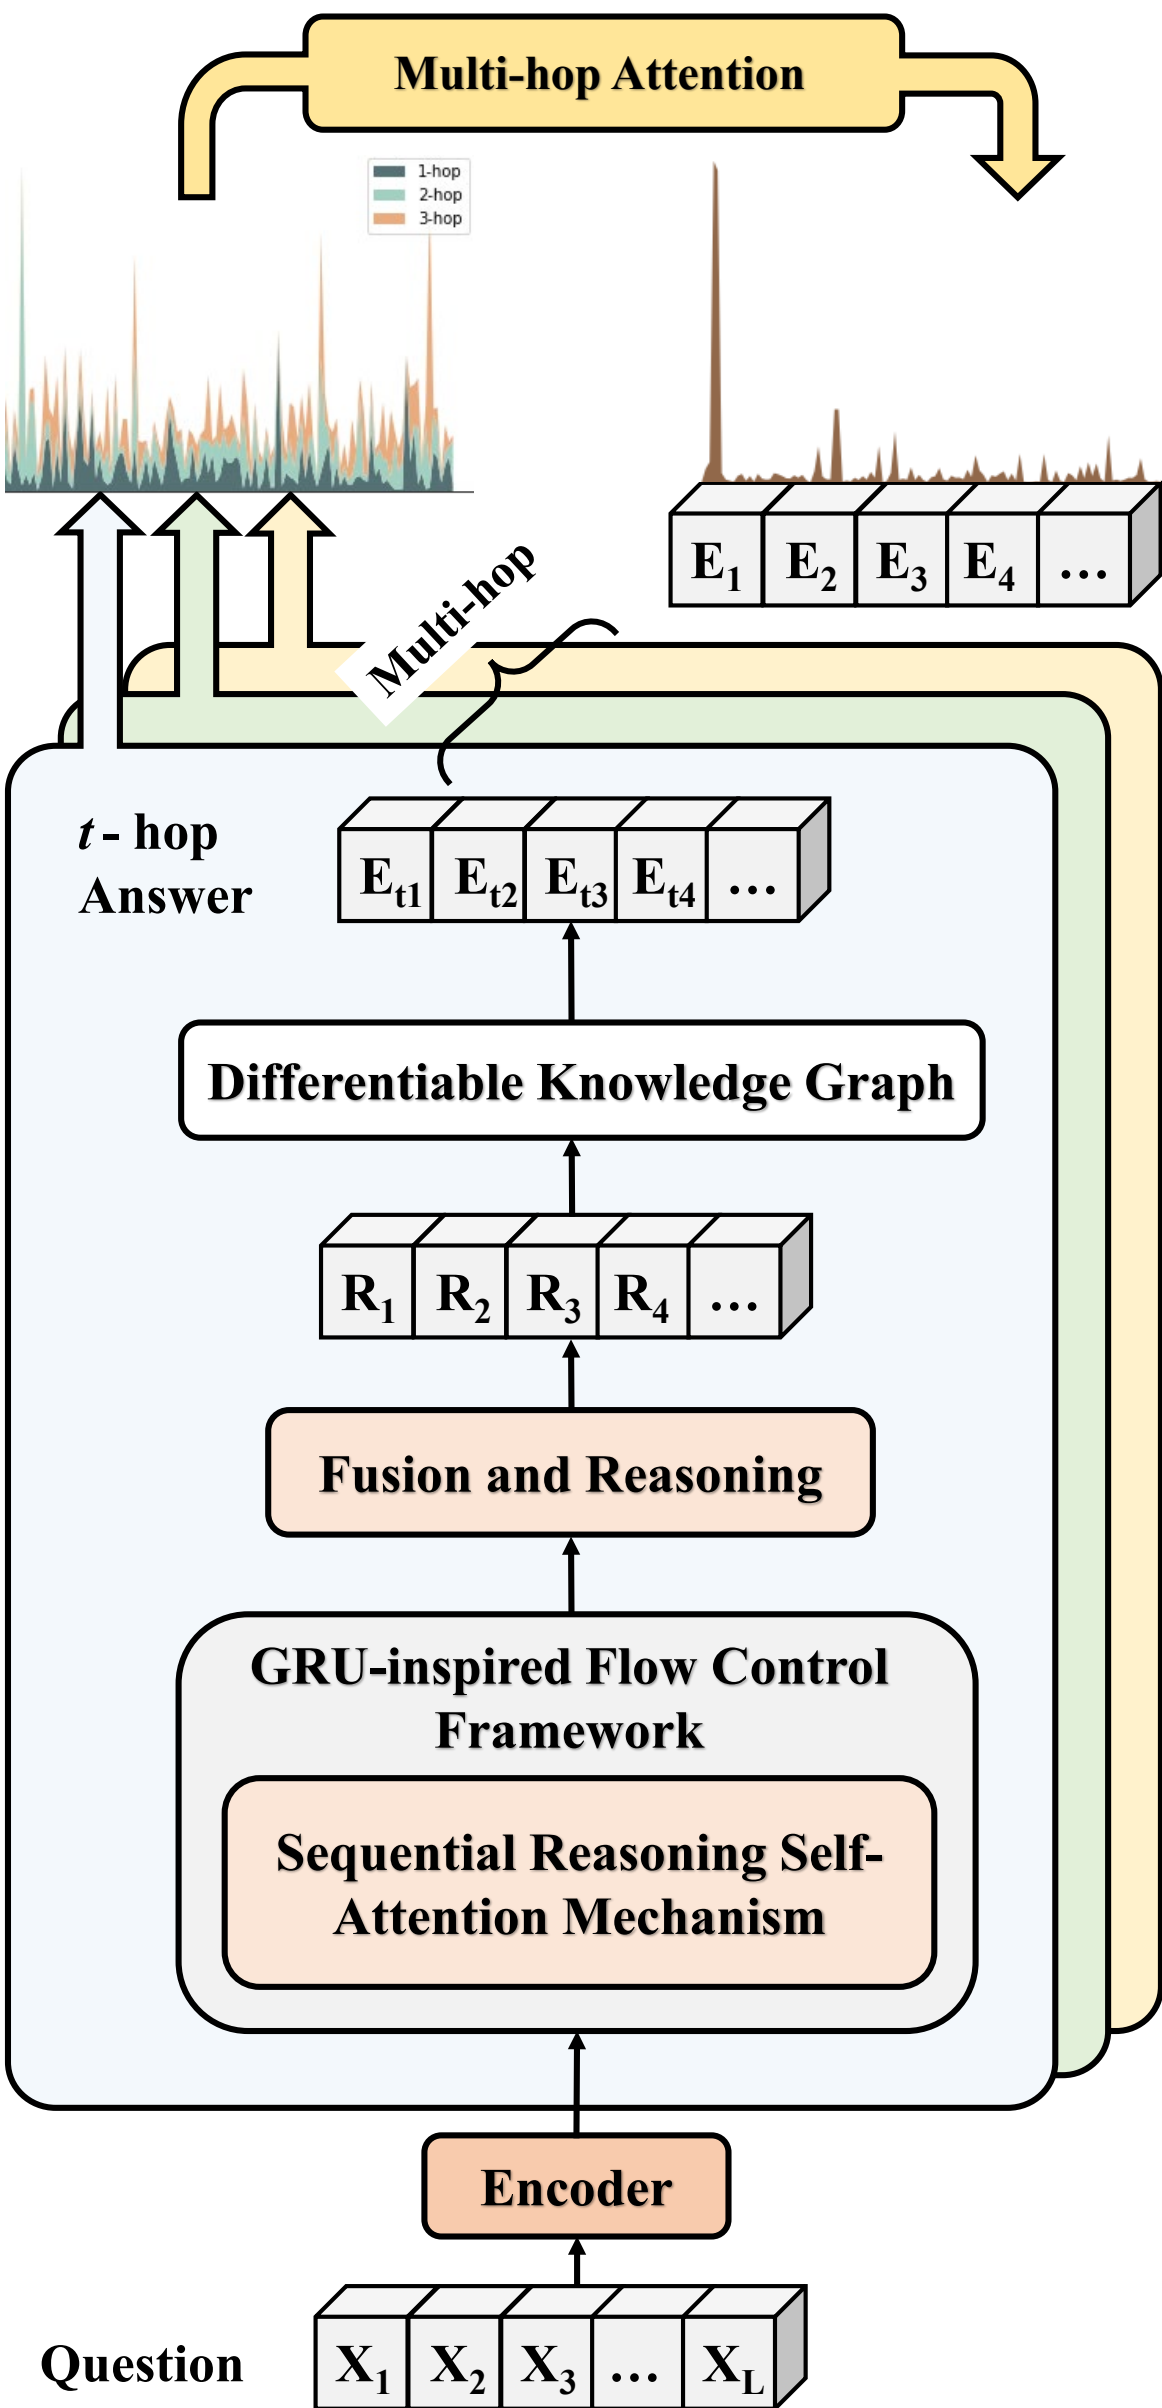 Multi-hop Attention
1-hop
2-hop
3-hop
E1 E2 E3 E4 ...
Multi-hop
t - hop
Answer
Et1 Et2 Et3 Et4 ...
Differentiable Knowledge Graph
R1 R2 R3 R4 ...
Fusion and Reasoning
GRU-inspired Flow Control
Framework
Sequential Reasoning Self-
Attention Mechanism
Encoder
Question
X1 X2 X3 ... XL